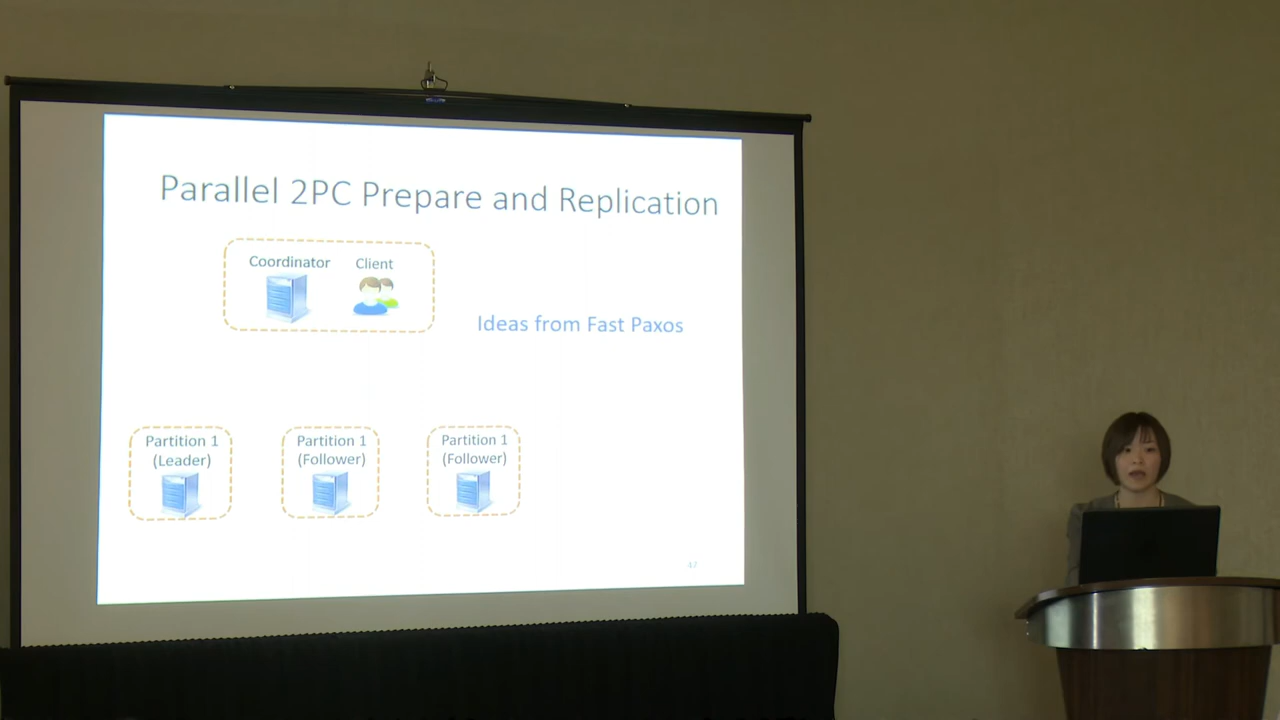 Parallel 2PC Prepare and Replication
Coordinator
Client
Ideas from Fast Paxos
Partition 1
(Leader)
Partition 1
(Follower)
Partition 1
(Follower)